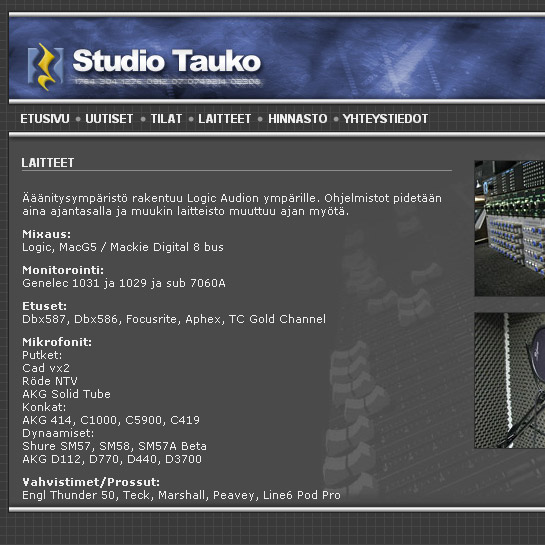 Studio Tauko
ETUSIVU • UUTISET • TILAT • LAITTEET • HINNASTO • YHTEYSTIEDOT
LAITTEET
Ääänitysympäristö rakentuu Logic Audion ympärille. Ohjelmistot pidetään
aina ajantasalla ja muukin laitteisto muuttuu ajan myötä.
Mixaus:
Logic, MacG5 / Mackie Digital 8 bus
Monitorointi:
Genelec 1031 ja 1029 ja sub 7060A
Etuset:
Dbx587, Dbx586, Focusrite, Aphex, TC Gold Channel
Mikrofonit:
Putket:
Cad vx2
Röde NTV
AKG Solid Tube
Konkat:
AKG 414, C1000, C5900, C419
Dynaamiset:
Shure SM57, SM58, SM57A Beta
AKG D112, D770, D440, D3700
Vahvistimet/Prossut:
Engl Thunder 50, Teck, Marshall, Peavey, Line6 Pod Pro